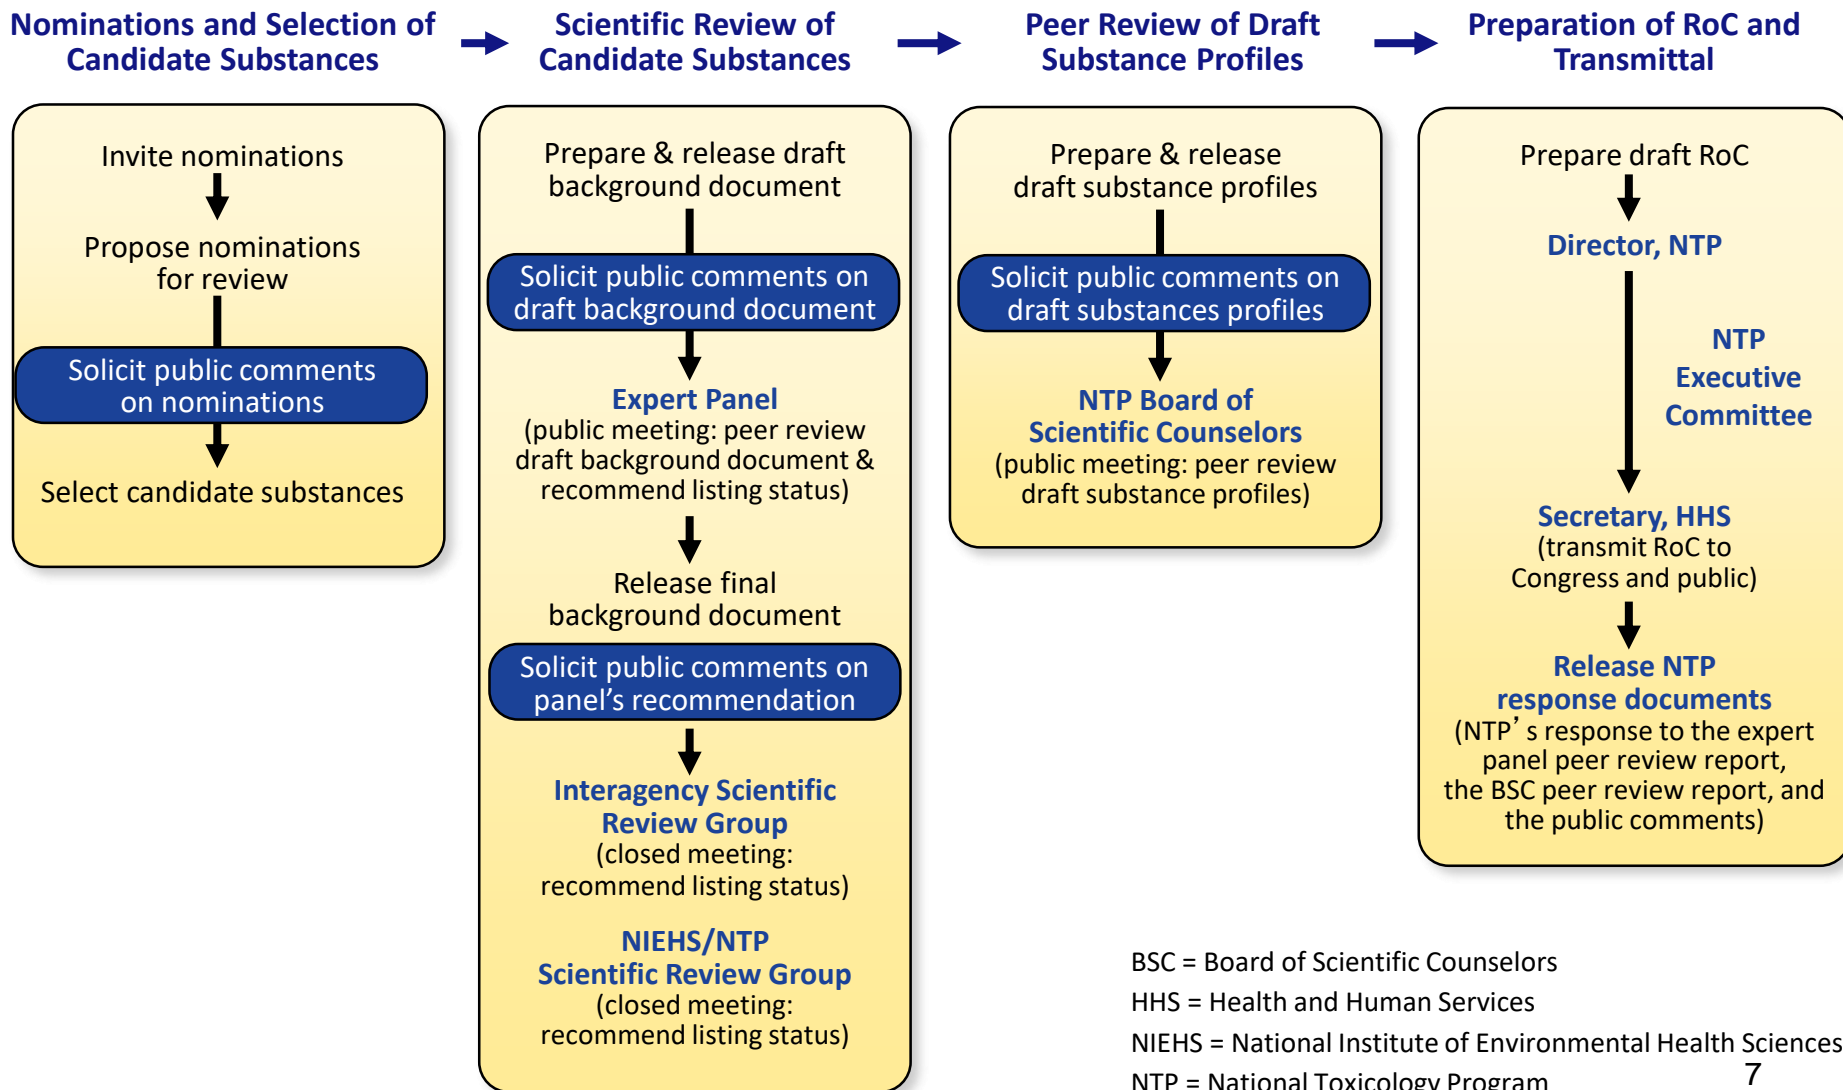 Nominations and Selection of
Candidate Substances
Invite nominations
Propose nominations
for review
Solicit public comments
on nominations
Select candidate substances
Scientific Review of
Candidate Substances
Prepare & release draft
background document
Solicit public comments on
draft background document
Expert Panel
(public meeting: peer review
draft background document &
recommend listing status)
Release final
background document
Solicit public comments on
panel’s recommendation
Interagency Scientific
Review Group
(closed meeting:
recommend listing status)
NIEHS/NTP
Scientific Review Group
(closed meeting:
recommend listing status)
Peer Review of Draft
Substance Profiles
Prepare & release
draft substance profiles
Solicit public comments on
draft substances profiles
NTP Board of
Scientific Counselors
(public meeting: peer review
draft substance profiles)
Preparation of RoC and
Transmittal
Prepare draft RoC
Director, NTP
NTP
Executive
Committee
Secretary, HHS
(transmit RoC to
Congress and public)
Release NTP
response documents
(NTP’s response to the expert
panel peer review report,
the BSC peer review report, and
the public comments)
BSC = Board of Scientific Counselors
HHS = Health and Human Services
NIEHS = National Institute of Environmental Health Sciences
NTP = National Toxicology Program
7